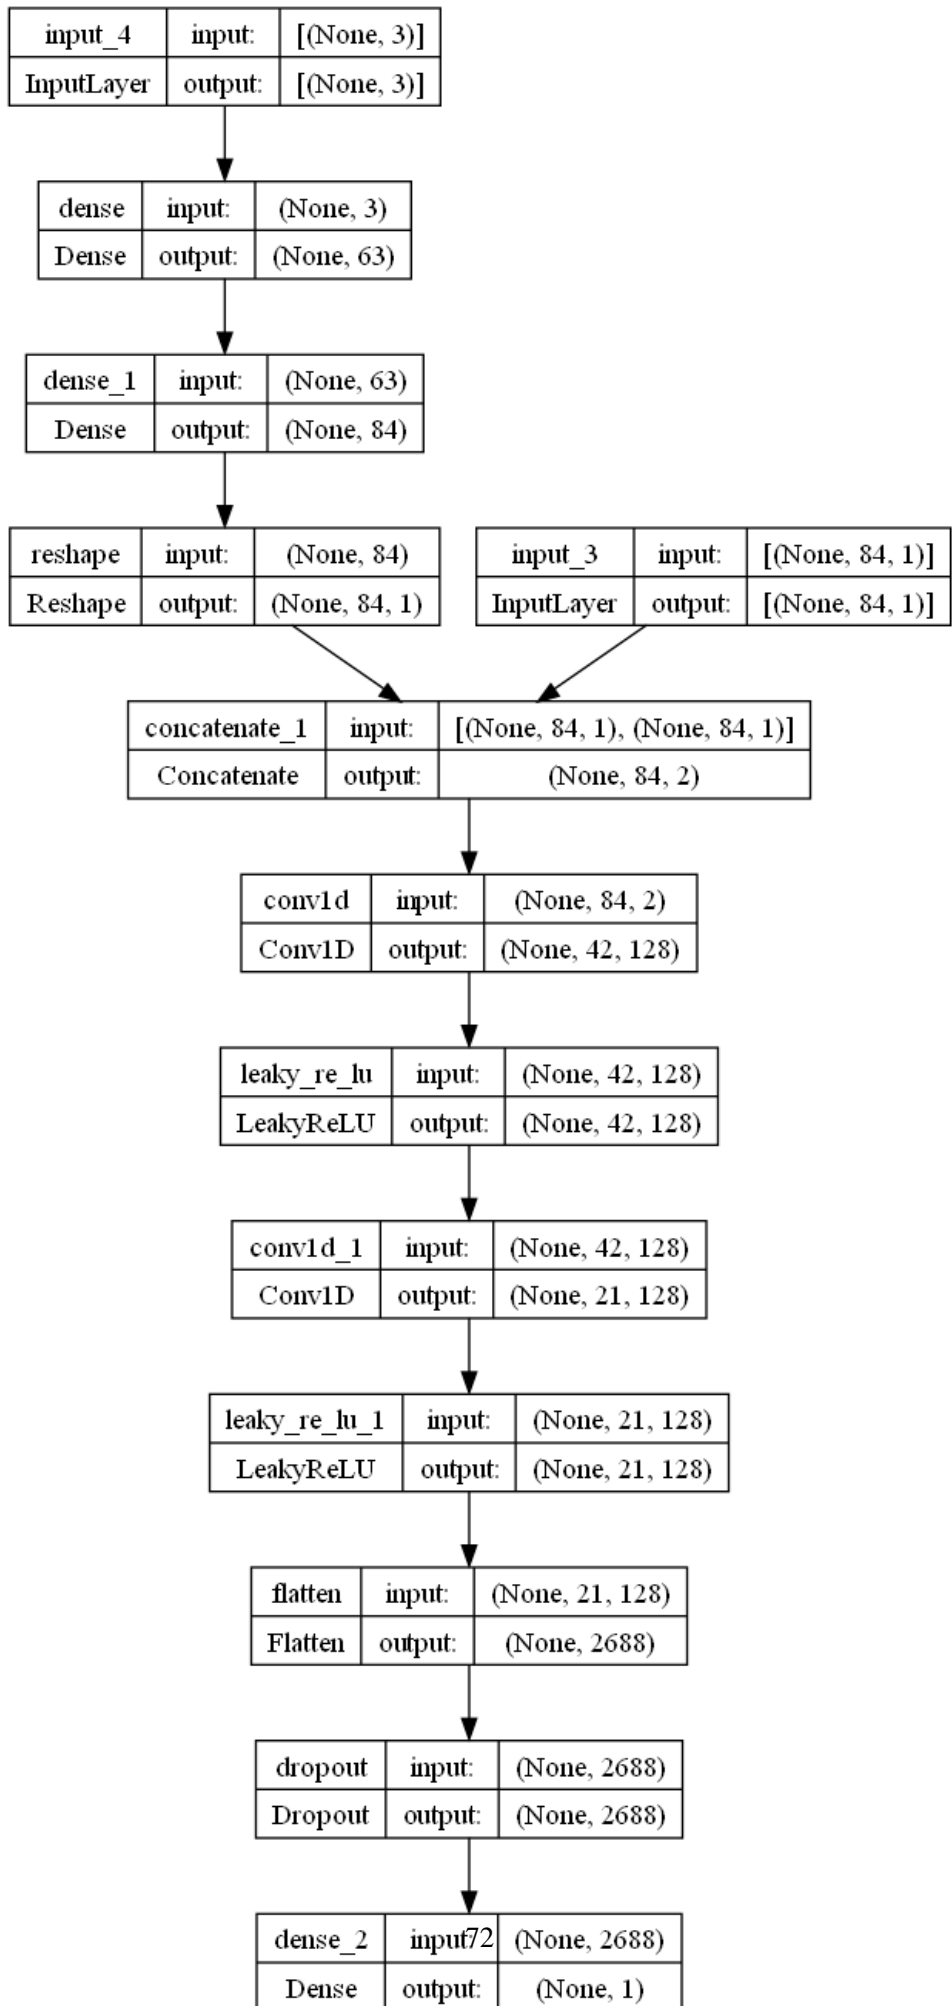 input_4 input: [(None, 3)]
InputLayer output: [(None, 3)]
dense input: (None, 3)
Dense output: (None, 63)
dense_1 input: (None, 63)
Dense output: (None, 84)
reshape input: (None, 84)
Reshape output: (None, 84, 1)
input_3 input: [(None, 84, 1)]
InputLayer output: [(None, 84, 1)]
concatenate_1 input: [(None, 84, 1), (None, 84, 1)]
Concatenate output: (None, 84, 2)
conv1d input: (None, 84, 2)
Conv1D output: (None, 42, 128)
leaky_re_lu input: (None, 42, 128)
LeakyReLU output: (None, 42, 128)
conv1d_1 input: (None, 42, 128)
Conv1D output: (None, 21, 128)
leaky_re_lu_1 input: (None, 21, 128)
LeakyReLU output: (None, 21, 128)
flatten input: (None, 21, 128)
Flatten output: (None, 2688)
dropout input: (None, 2688)
Dropout output: (None, 2688)
dense_2 input72 (None, 2688)
Dense output: (None, 1)